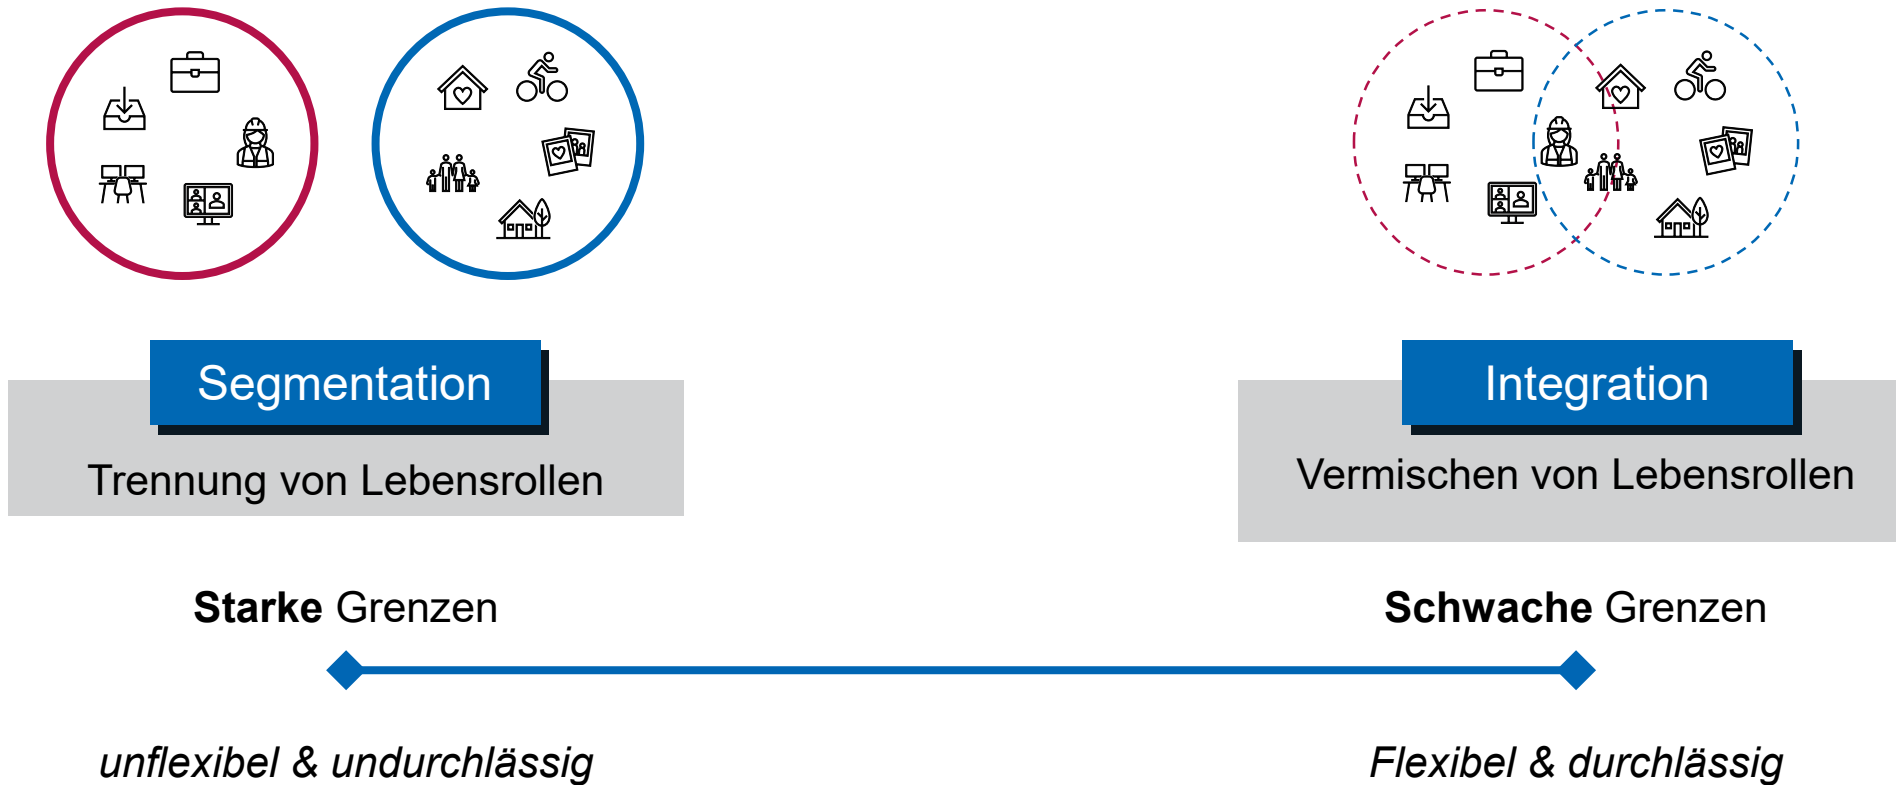 Segmentation
Trennung von Lebensrollen
Starke Grenzen
unflexibel & undurchlässig
Integration
Vermischen von Lebensrollen
Schwache Grenzen
Flexibel & durchlässig